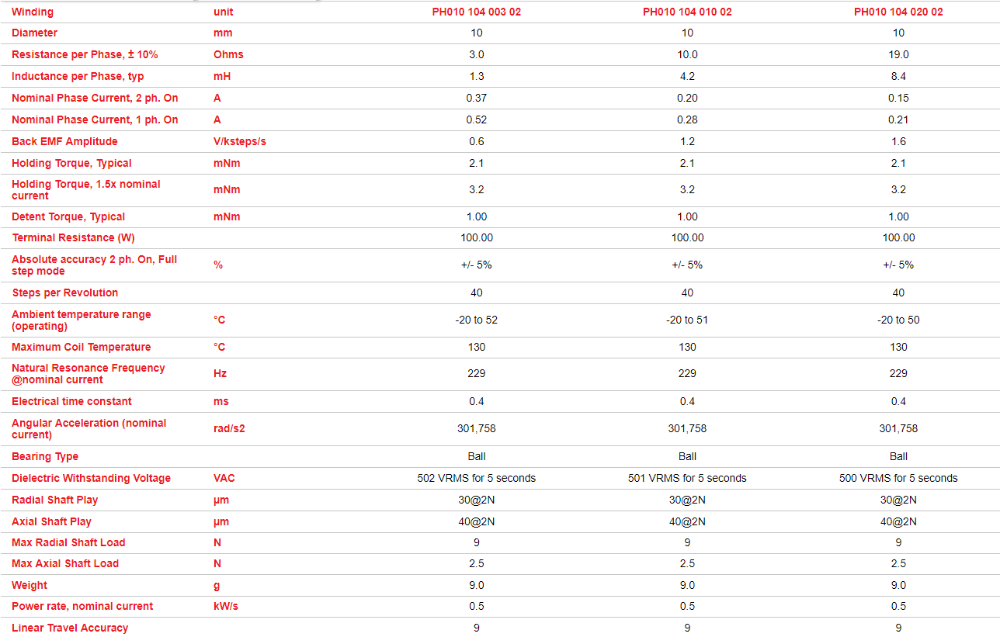 Winding unit PH010 104 003 02 PH010 104 010 02 PH010 104 020 02
Diameter mm 10 10 10
Resistance per Phase, ± 10% Ohms 3.0 10.0 19.0
Inductance per Phase, typ mH 1.3 4.2 8.4
Nominal Phase Current, 2 ph. On A 0.37 0.20 0.15
Nominal Phase Current, 1 ph. On A 0.52 0.28 0.21
Back EMF Amplitude V/ksteps/s 0.6 1.2 1.6
Holding Torque, Typical mNm 2.1 2.1 2.1
Holding Torque, 1.5x nominal
current mNm 3.2 3.2 3.2
Detent Torque, Typical mNm 1.00 1.00 1.00
Terminal Resistance (W) 100.00 100.00 100.00
Absolute accuracy 2 ph. On, Full
step mode % +/- 5% +/- 5% +/- 5%
Steps per Revolution 40 40 40
Ambient temperature range
(operating) °C -20 to 52 -20 to 51 -20 to 50
Maximum Coil Temperature °C 130 130 130
Natural Resonance Frequency
@nominal current Hz 229 229 229
Electrical time constant ms 0.4 0.4 0.4
Angular Acceleration (nominal
current) rad/s2 301,758 301,758 301,758
Bearing Type Ball Ball Ball
Dielectric Withstanding Voltage VAC 502 VRMS for 5 seconds 501 VRMS for 5 seconds 500 VRMS for 5 seconds
Radial Shaft Play µm 30@2N 30@2N 30@2N
Axial Shaft Play µm 40@2N 40@2N 40@2N
Max Radial Shaft Load N 9 9 9
Max Axial Shaft Load N 2.5 2.5 2.5
Weight g 9.0 9.0 9.0
Power rate, nominal current kW/s 0.5 0.5 0.5
Linear Travel Accuracy 9 9 9